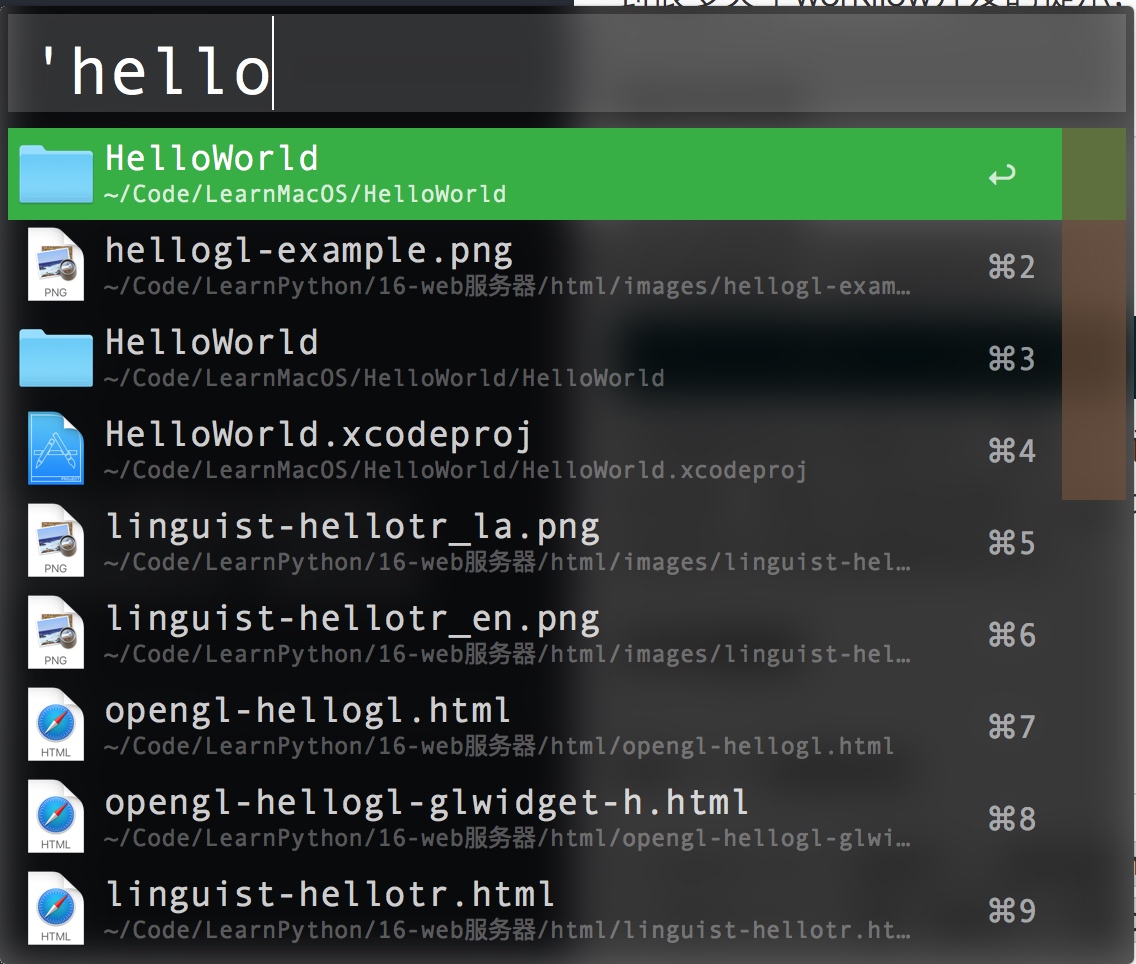 'hello
HelloWorld
~/Code/LearnMacOS/HelloWorld
↩
PNG
hellogl-example.png
~/Code/LearnPython/16-web服务器/html/images/hellogl-exam…
⌘2
HelloWorld
~/Code/LearnMacOS/HelloWorld/HelloWorld
⌘3
HelloWorld.xcodeproj
~/Code/LearnMacOS/HelloWorld/HelloWorld.xcodeproj
⌘4
PNG
linguist-hellotr_la.png
~/Code/LearnPython/16-web服务器/html/images/linguist-hel…
⌘5
PNG
linguist-hellotr_en.png
~/Code/LearnPython/16-web服务器/html/images/linguist-hel…
⌘6
HTML
opengl-hellogl.html
~/Code/LearnPython/16-web服务器/html/opengl-hellogl.html
⌘7
HTML
opengl-hellogl-glwidget-h.html
~/Code/LearnPython/16-web服务器/html/opengl-hellogl-glwi…
⌘8
HTML
linguist-hellotr.html
~/Code/LearnPython/16-web服务器/html/linguist-hellotr.ht…
⌘9